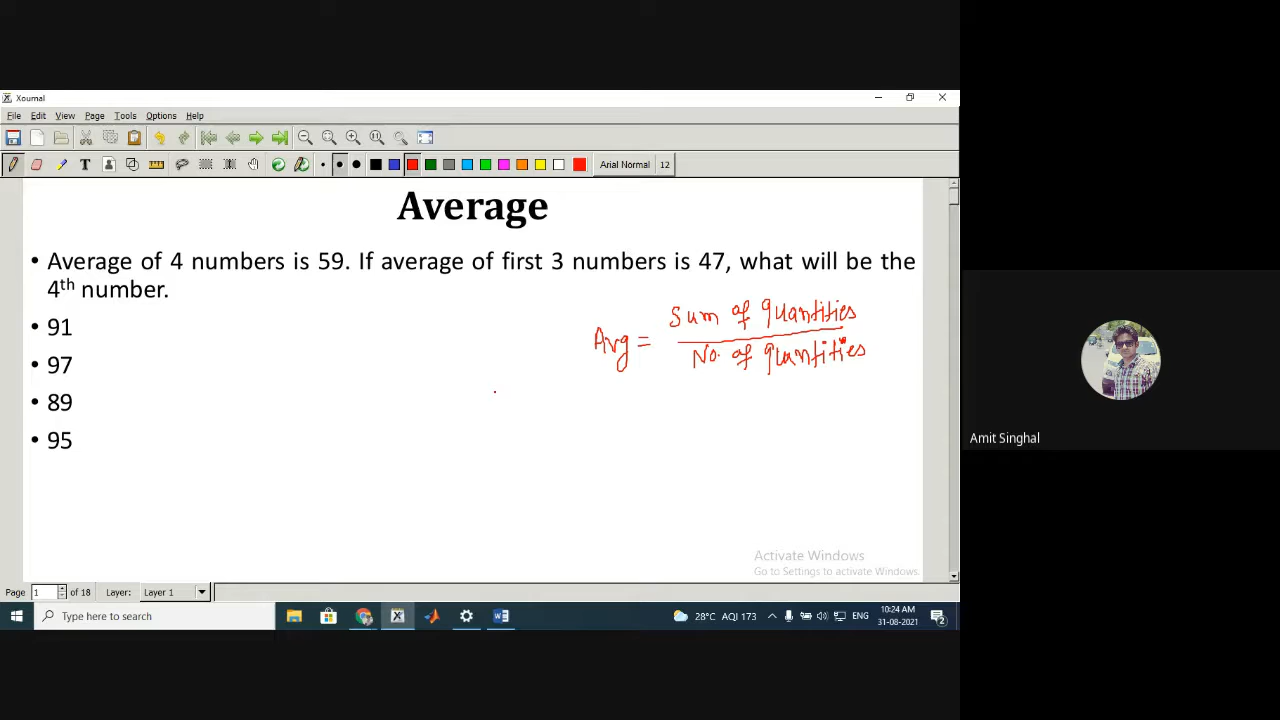 Xournal
File Edit View Page Tools Options Help
T Arial Normal 12
Average
• Average of 4 numbers is 59. If average of first 3 numbers is 47, what will be the
4th number.
• 91
• 97
• 89
• 95
Avg = Sum of quantities
No. of quantities
Amit Singhal
Activate Windows
Go to Settings to activate Windows.
Page 1 of 18 Layer: Layer 1
Type here to search
28°C AQI 173 ENG
10:24 AM
31-08-2021
2